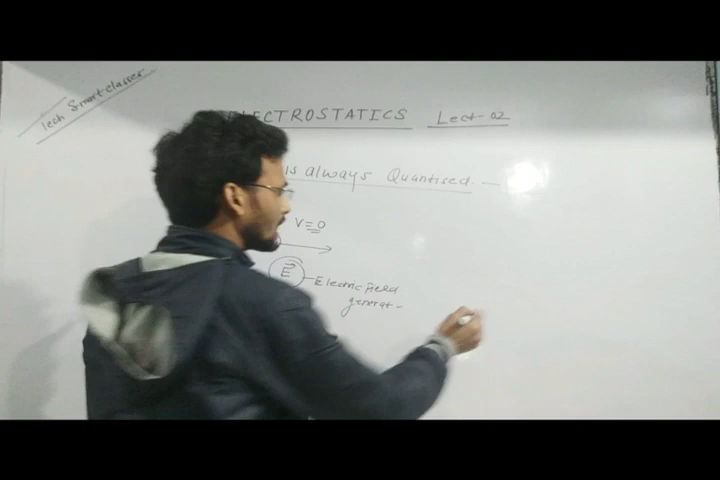 Tech Smart classes
ELECTROSTATICS Lect-02
is always Quantised. —
V=0
E
Electric field
generat-